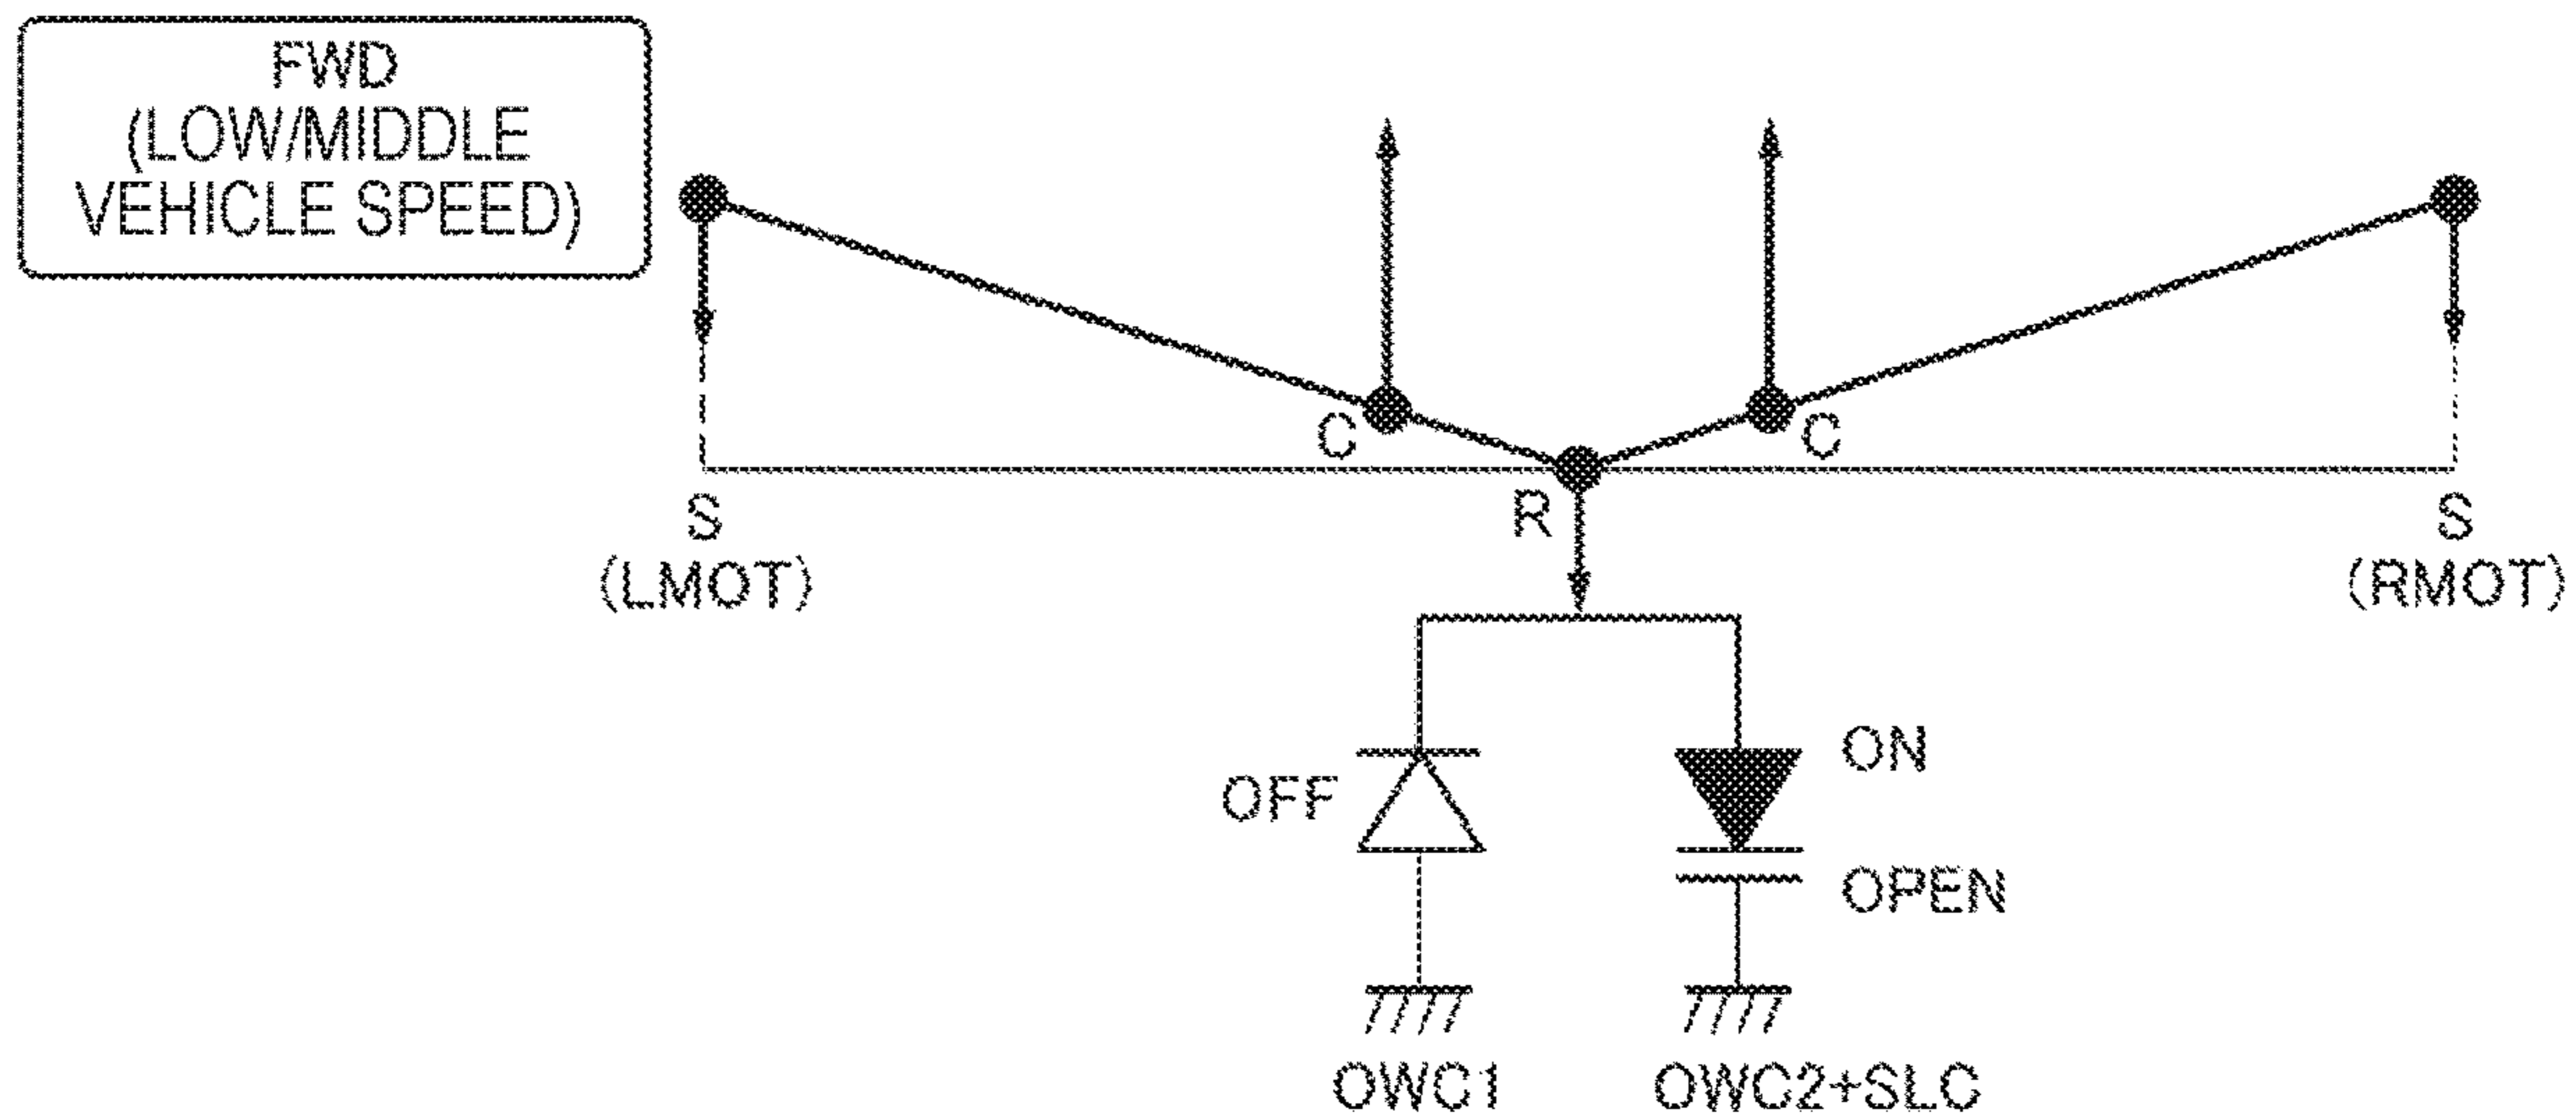 FWD
(LOW/MIDDLE
VEHICLE SPEED)
C
C
R
S
(LMOT)
S
(RMOT)
OFF
ON
OPEN
OWC1
OWC2+SLC